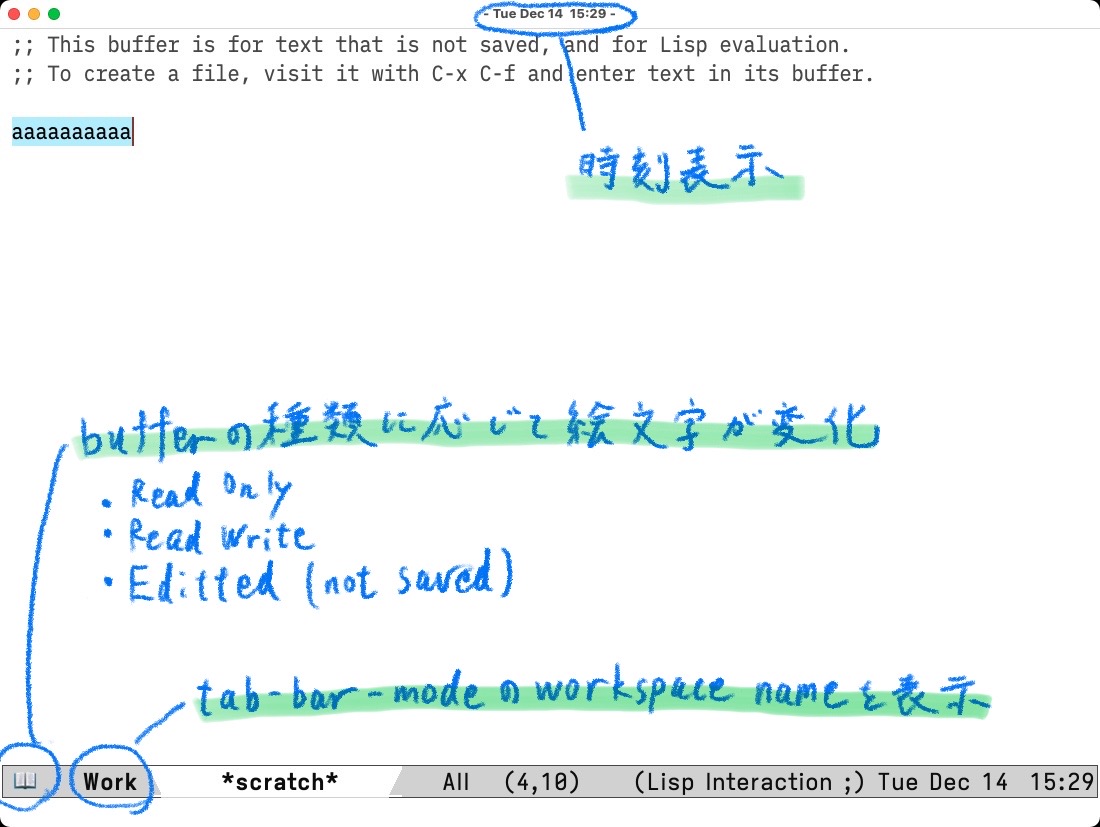 - Tue Dec 14 15:29 -
;; This buffer is for text that is not saved, and for Lisp evaluation.
;; To create a file, visit it with C-x C-f and enter text in its buffer.
aaaaaaaaaa
時刻表示
bufferの種類に応じて絵文字が変化
・Read Only
・Read Write
・Editted (not saved)
tab-bar-modeのworkspace nameを表示
📖 Work *scratch* All (4,10) (Lisp Interaction ;) Tue Dec 14 15:29